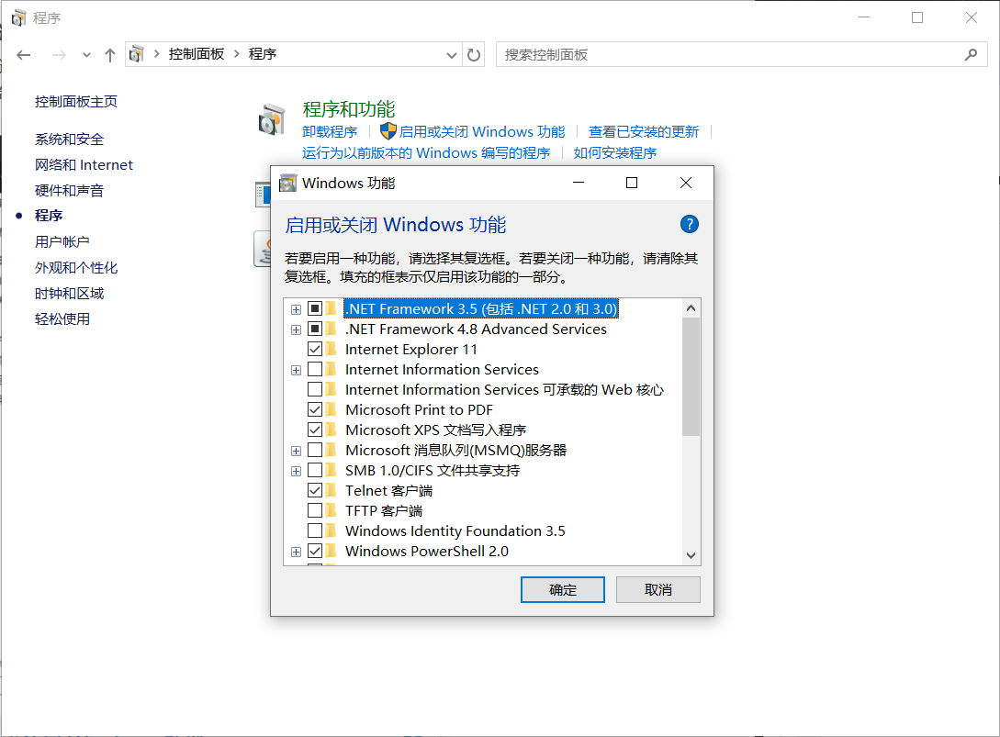 程序
控制面板 程序
搜索控制面板
控制面板主页
系统和安全
网络和 Internet
硬件和声音
程序
用户帐户
外观和个性化
时钟和区域
轻松使用
程序和功能
卸载程序 启用或关闭 Windows 功能 查看已安装的更新
运行为以前版本的 Windows 编写的程序 如何安装程序
Windows 功能
启用或关闭 Windows 功能
?
若要启用一种功能，请选择其复选框。若要关闭一种功能，请清除其
复选框。填充的框表示仅启用该功能的一部分。
.NET Framework 3.5 (包括 .NET 2.0 和 3.0)
.NET Framework 4.8 Advanced Services
Internet Explorer 11
Internet Information Services
Internet Information Services 可承载的 Web 核心
Microsoft Print to PDF
Microsoft XPS 文档写入程序
Microsoft 消息队列(MSMQ)服务器
SMB 1.0/CIFS 文件共享支持
Telnet 客户端
TFTP 客户端
Windows Identity Foundation 3.5
Windows PowerShell 2.0
确定 取消